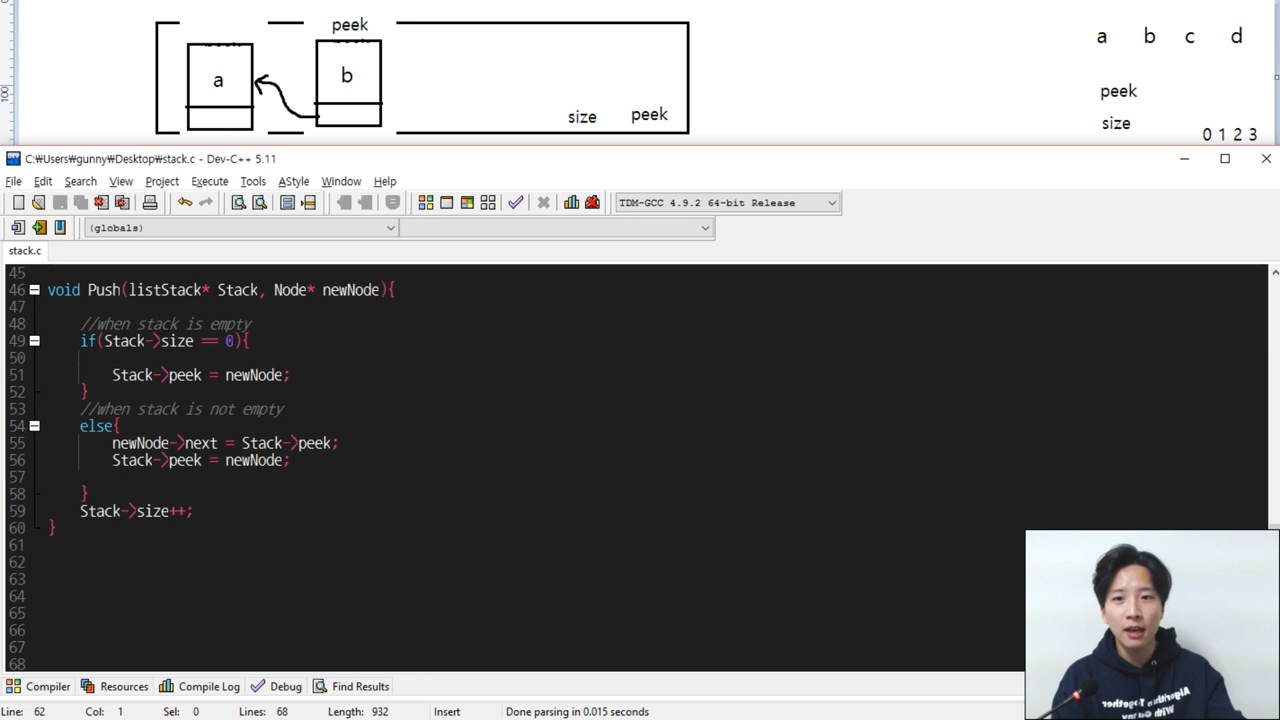 peek
a b c d
a
b
peek
size peek
size
0 1 2 3
100
C:₩Users₩gunny₩Desktop₩stack.c - Dev-C++ 5.11
File Edit Search View Project Execute Tools AStyle Window Help
TDM-GCC 4.9.2 64-bit Release
(globals)
stack.c
45
46 void Push(listStack* Stack, Node* newNode){
47
48 //when stack is empty
49 if(Stack->size == 0){
50
51 Stack->peek = newNode;
52 }
53 //when stack is not empty
54 else{
55 newNode->next = Stack->peek;
56 Stack->peek = newNode;
57
58 }
59 Stack->size++;
60 }
61
62
63
64
65
66
67
68
Algorithm Together
With Gunny
Compiler Resources Compile Log Debug Find Results
Line: 62 Col: 1 Sel: 0 Lines: 68 Length: 932 Insert Done parsing in 0.015 seconds